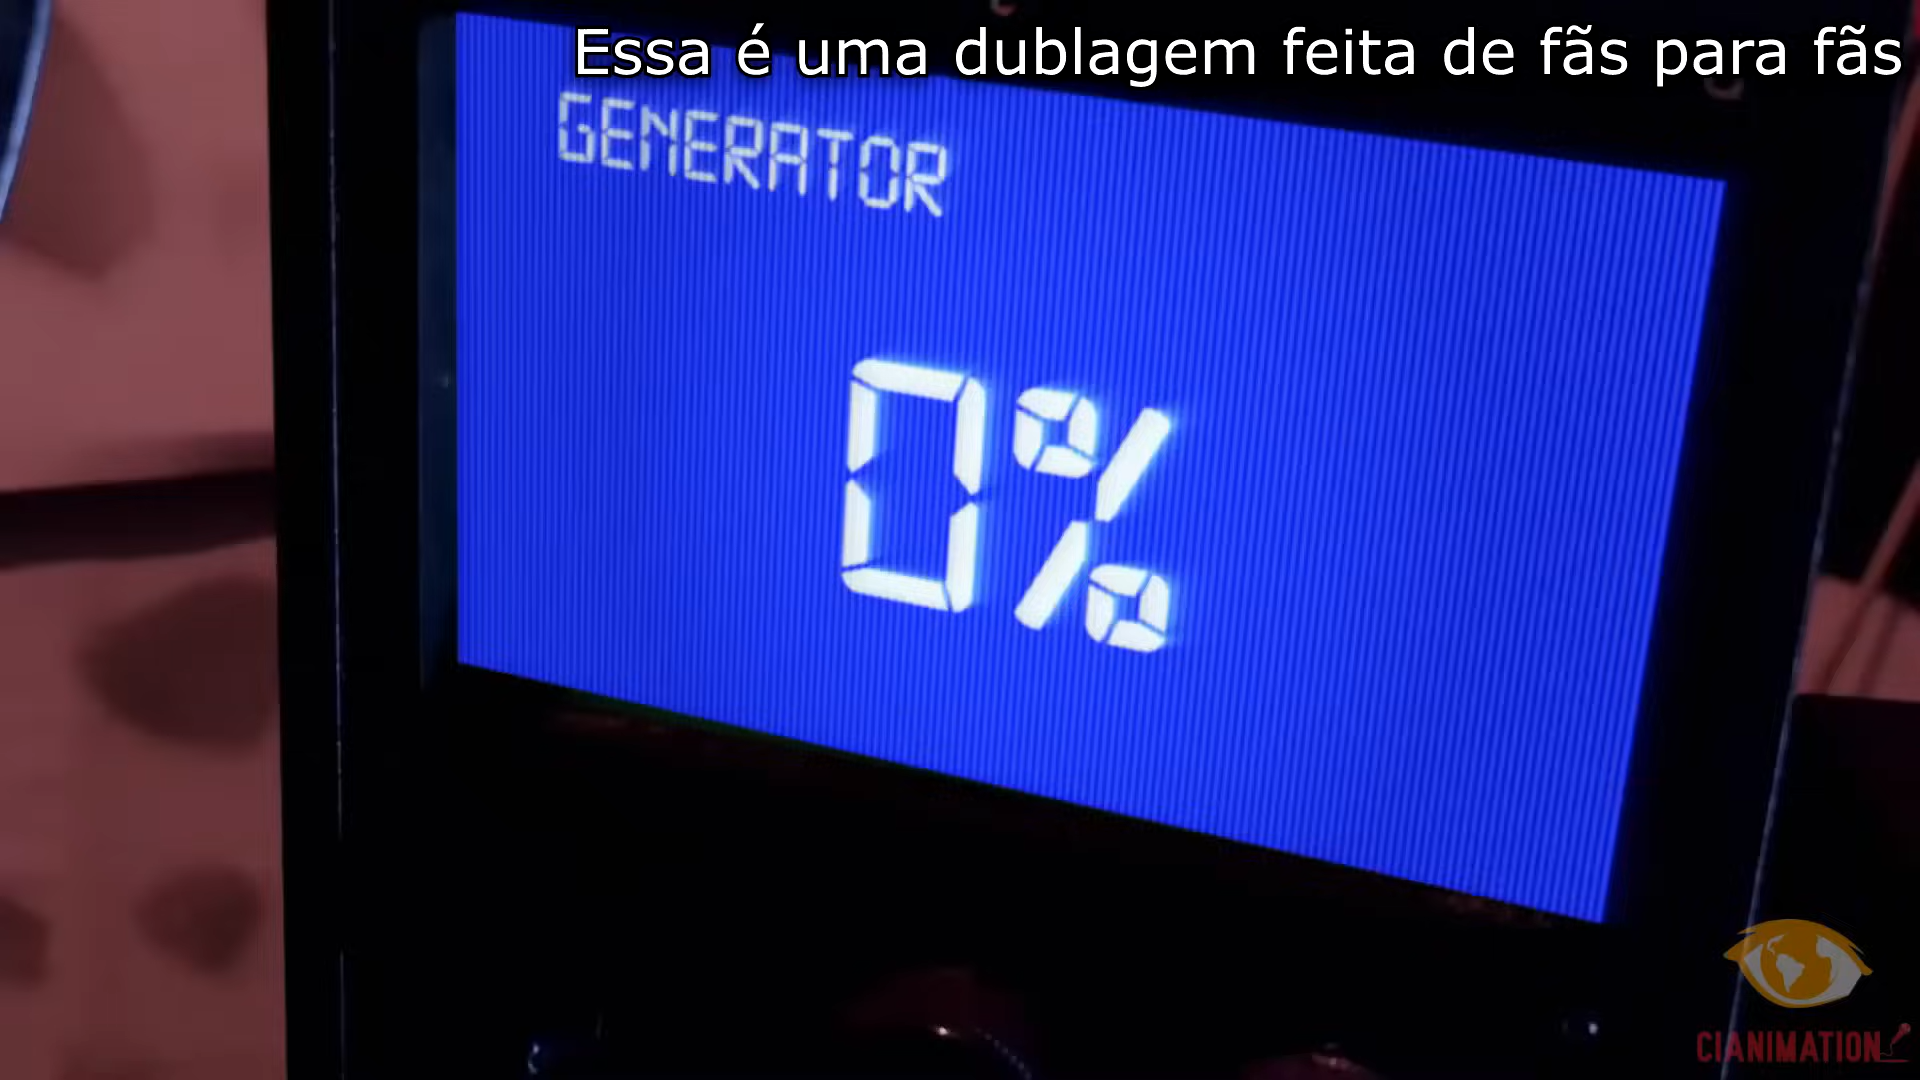 Essa é uma dublagem feita de fãs para fãs
GENERATOR
0%
CIANIMATION